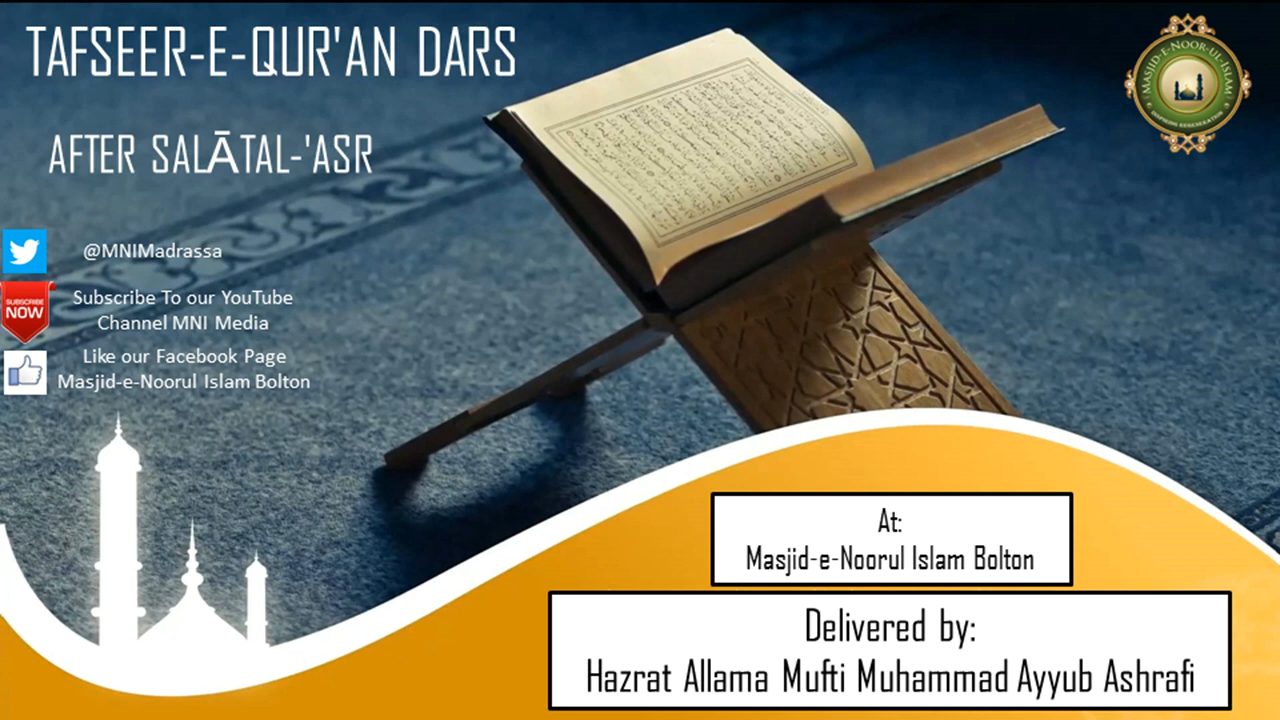 TAFSEER-E-QUR'AN DARS
AFTER SALĀTAL-'ASR
MASJID-E-NOOR-UL-ISLAM
@MNIMadrassa
SUBSCRIBE
NOW
Subscribe To our YouTube
Channel MNI Media
Like our Facebook Page
Masjid-e-Noorul Islam Bolton
At:
Masjid-e-Noorul Islam Bolton
Delivered by:
Hazrat Allama Mufti Muhammad Ayyub Ashrafi